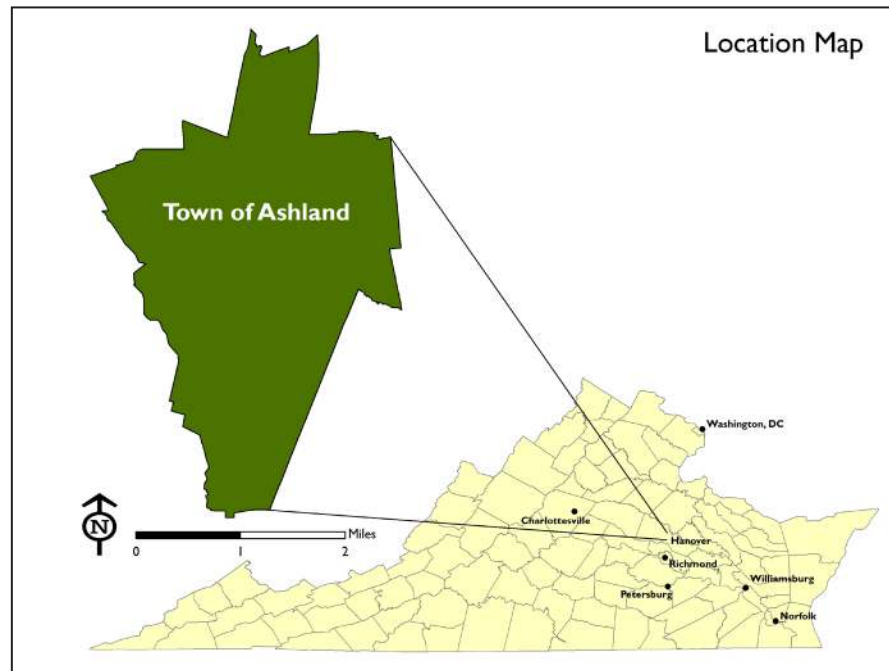 Location Map
Town of Ashland
Washington, DC
Charlottesville
N
Miles
0 1 2
Hanover
Richmond
Williamsburg
Petersburg
Norfolk